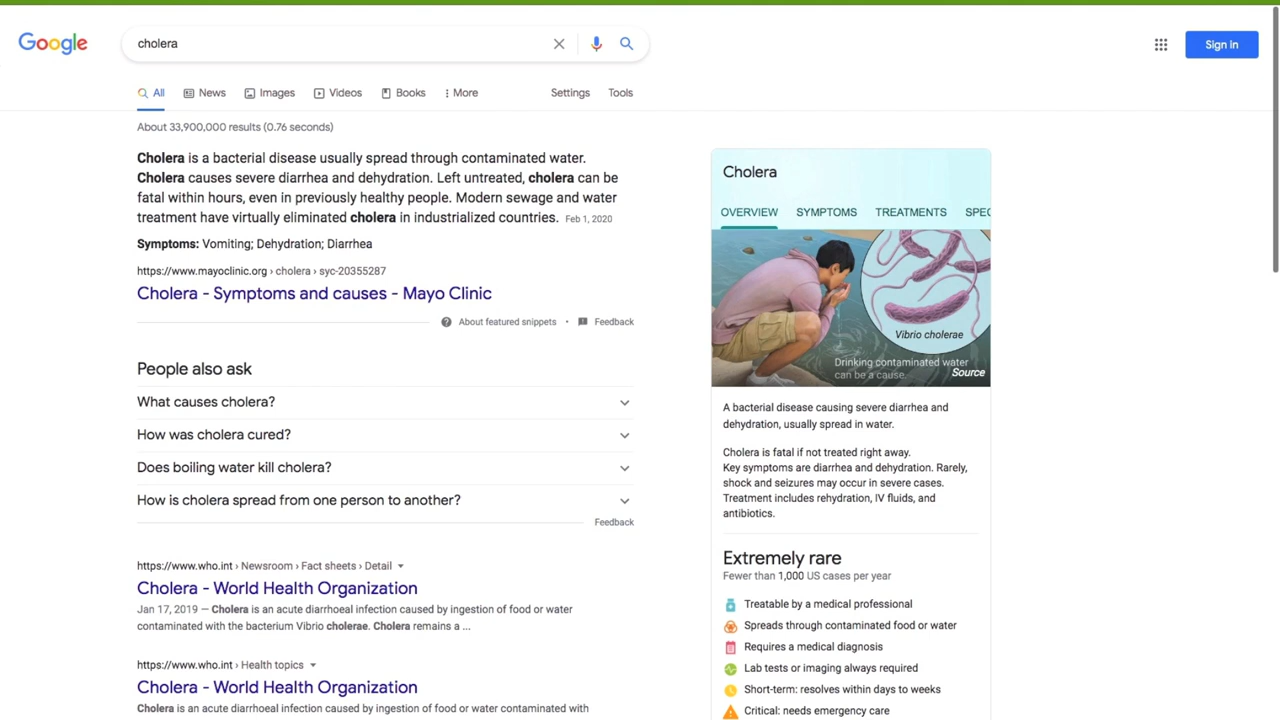 Google
cholera
Sign in
All
News
Images
Videos
Books
More
Settings
Tools
About 33,900,000 results (0.76 seconds)
Cholera is a bacterial disease usually spread through contaminated water.
Cholera causes severe diarrhea and dehydration. Left untreated, cholera can be
fatal within hours, even in previously healthy people. Modern sewage and water
treatment have virtually eliminated cholera in industrialized countries. Feb 1, 2020
Symptoms: Vomiting; Dehydration; Diarrhea
https://www.mayoclinic.org › cholera › syc-20355287
Cholera - Symptoms and causes - Mayo Clinic
About featured snippets • Feedback
People also ask
What causes cholera?
How was cholera cured?
Does boiling water kill cholera?
How is cholera spread from one person to another?
Feedback
https://www.who.int › Newsroom › Fact sheets › Detail
Cholera - World Health Organization
Jan 17, 2019 — Cholera is an acute diarrhoeal infection caused by ingestion of food or water
contaminated with the bacterium Vibrio cholerae. Cholera remains a ...
https://www.who.int › Health topics
Cholera - World Health Organization
Cholera is an acute diarrhoeal infection caused by ingestion of food or water contaminated with
Cholera
OVERVIEW
SYMPTOMS
TREATMENTS
SPEC
Vibrio cholerae
Drinking contaminated water
can be a cause.
Source
A bacterial disease causing severe diarrhea and
dehydration, usually spread in water.
Cholera is fatal if not treated right away.
Key symptoms are diarrhea and dehydration. Rarely,
shock and seizures may occur in severe cases.
Treatment includes rehydration, IV fluids, and
antibiotics.
Extremely rare
Fewer than 1,000 US cases per year
Treatable by a medical professional
Spreads through contaminated food or water
Requires a medical diagnosis
Lab tests or imaging always required
Short-term: resolves within days to weeks
Critical: needs emergency care